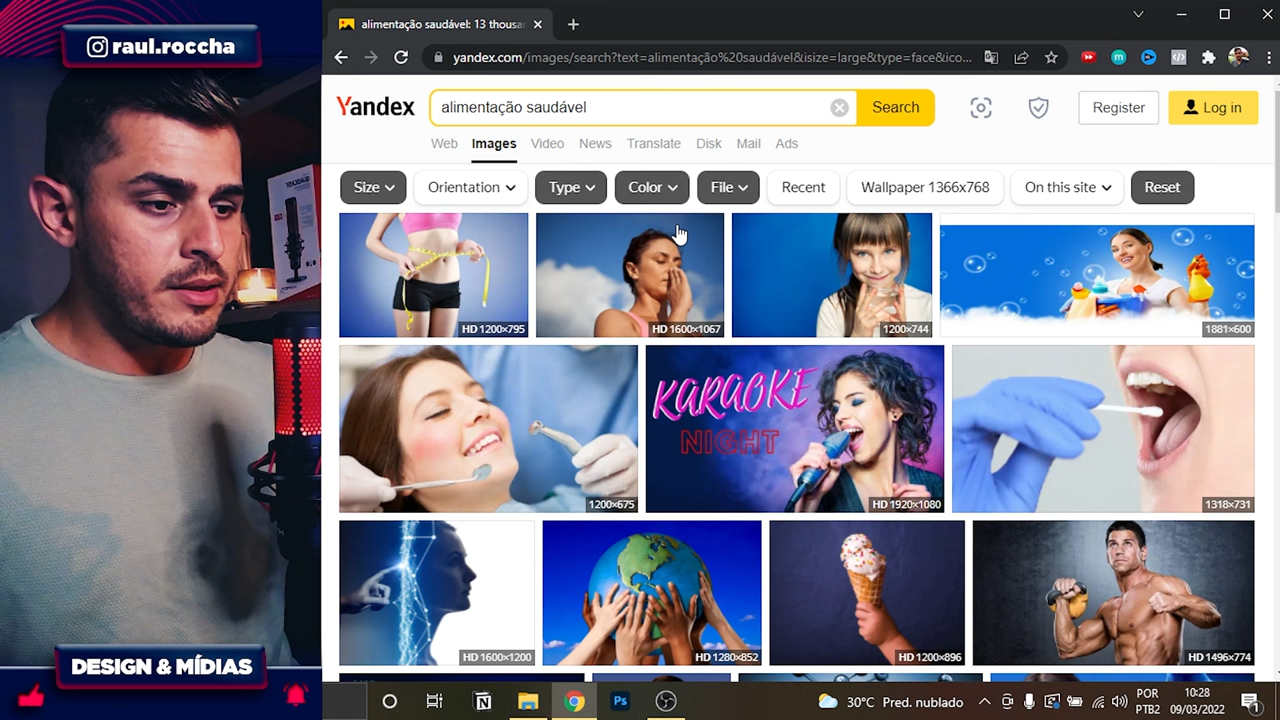 raul.roccha
DESIGN & MÍDIAS
alimentação saudável: 13 thousan
yandex.com/images/search?text=alimentação%20saudável&isize=large&type=face&ico...
Yandex
alimentação saudável
Search
Register
Log in
Web Images Video News Translate Disk Mail Ads
Size Orientation Type Color File Recent Wallpaper 1366x768 On this site Reset
HD 1200×795
HD 1600×1067
1200×744
1881×600
1200×675
KARAOKE
NIGHT
HD 1920×1080
1318×731
HD 1600×1200
HD 1280×852
HD 1200×896
HD 1496×774
Ps
30°C Pred. nublado
POR
PTB2
10:28
09/03/2022
1